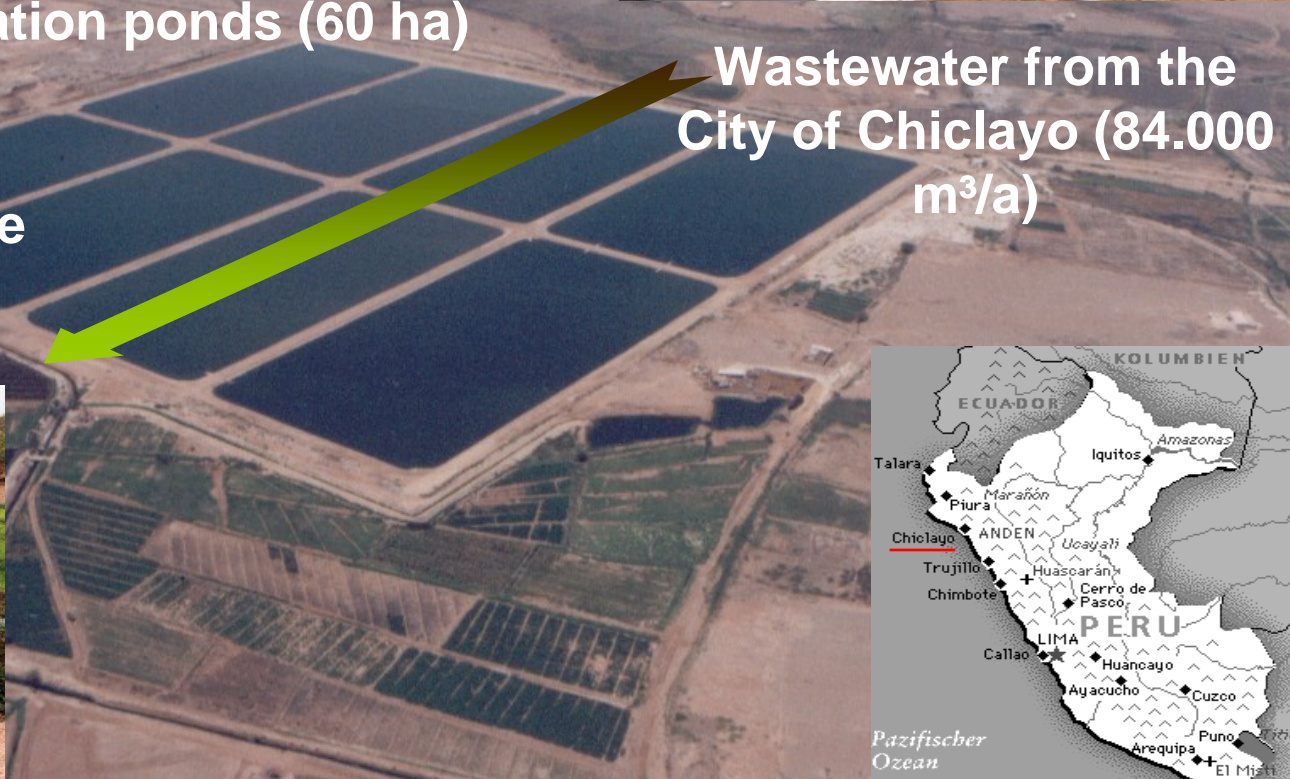 ation ponds (60 ha)
Wastewater from the
City of Chiclayo (84.000
m³/a)
e
KOLUMBIEN
ECUADOR
Amazonas
Iquitos
Talara
Marañón
Piura
Chiclayo
ANDEN
Ucayali
Trujillo
Huascarán
Chimbote
Cerro de
Pasco
PERU
LIMA
Callao
Huancayo
Ayacucho
Cuzco
Pazifischer
Ozean
Puno
Titi
Arequipa
El Misti